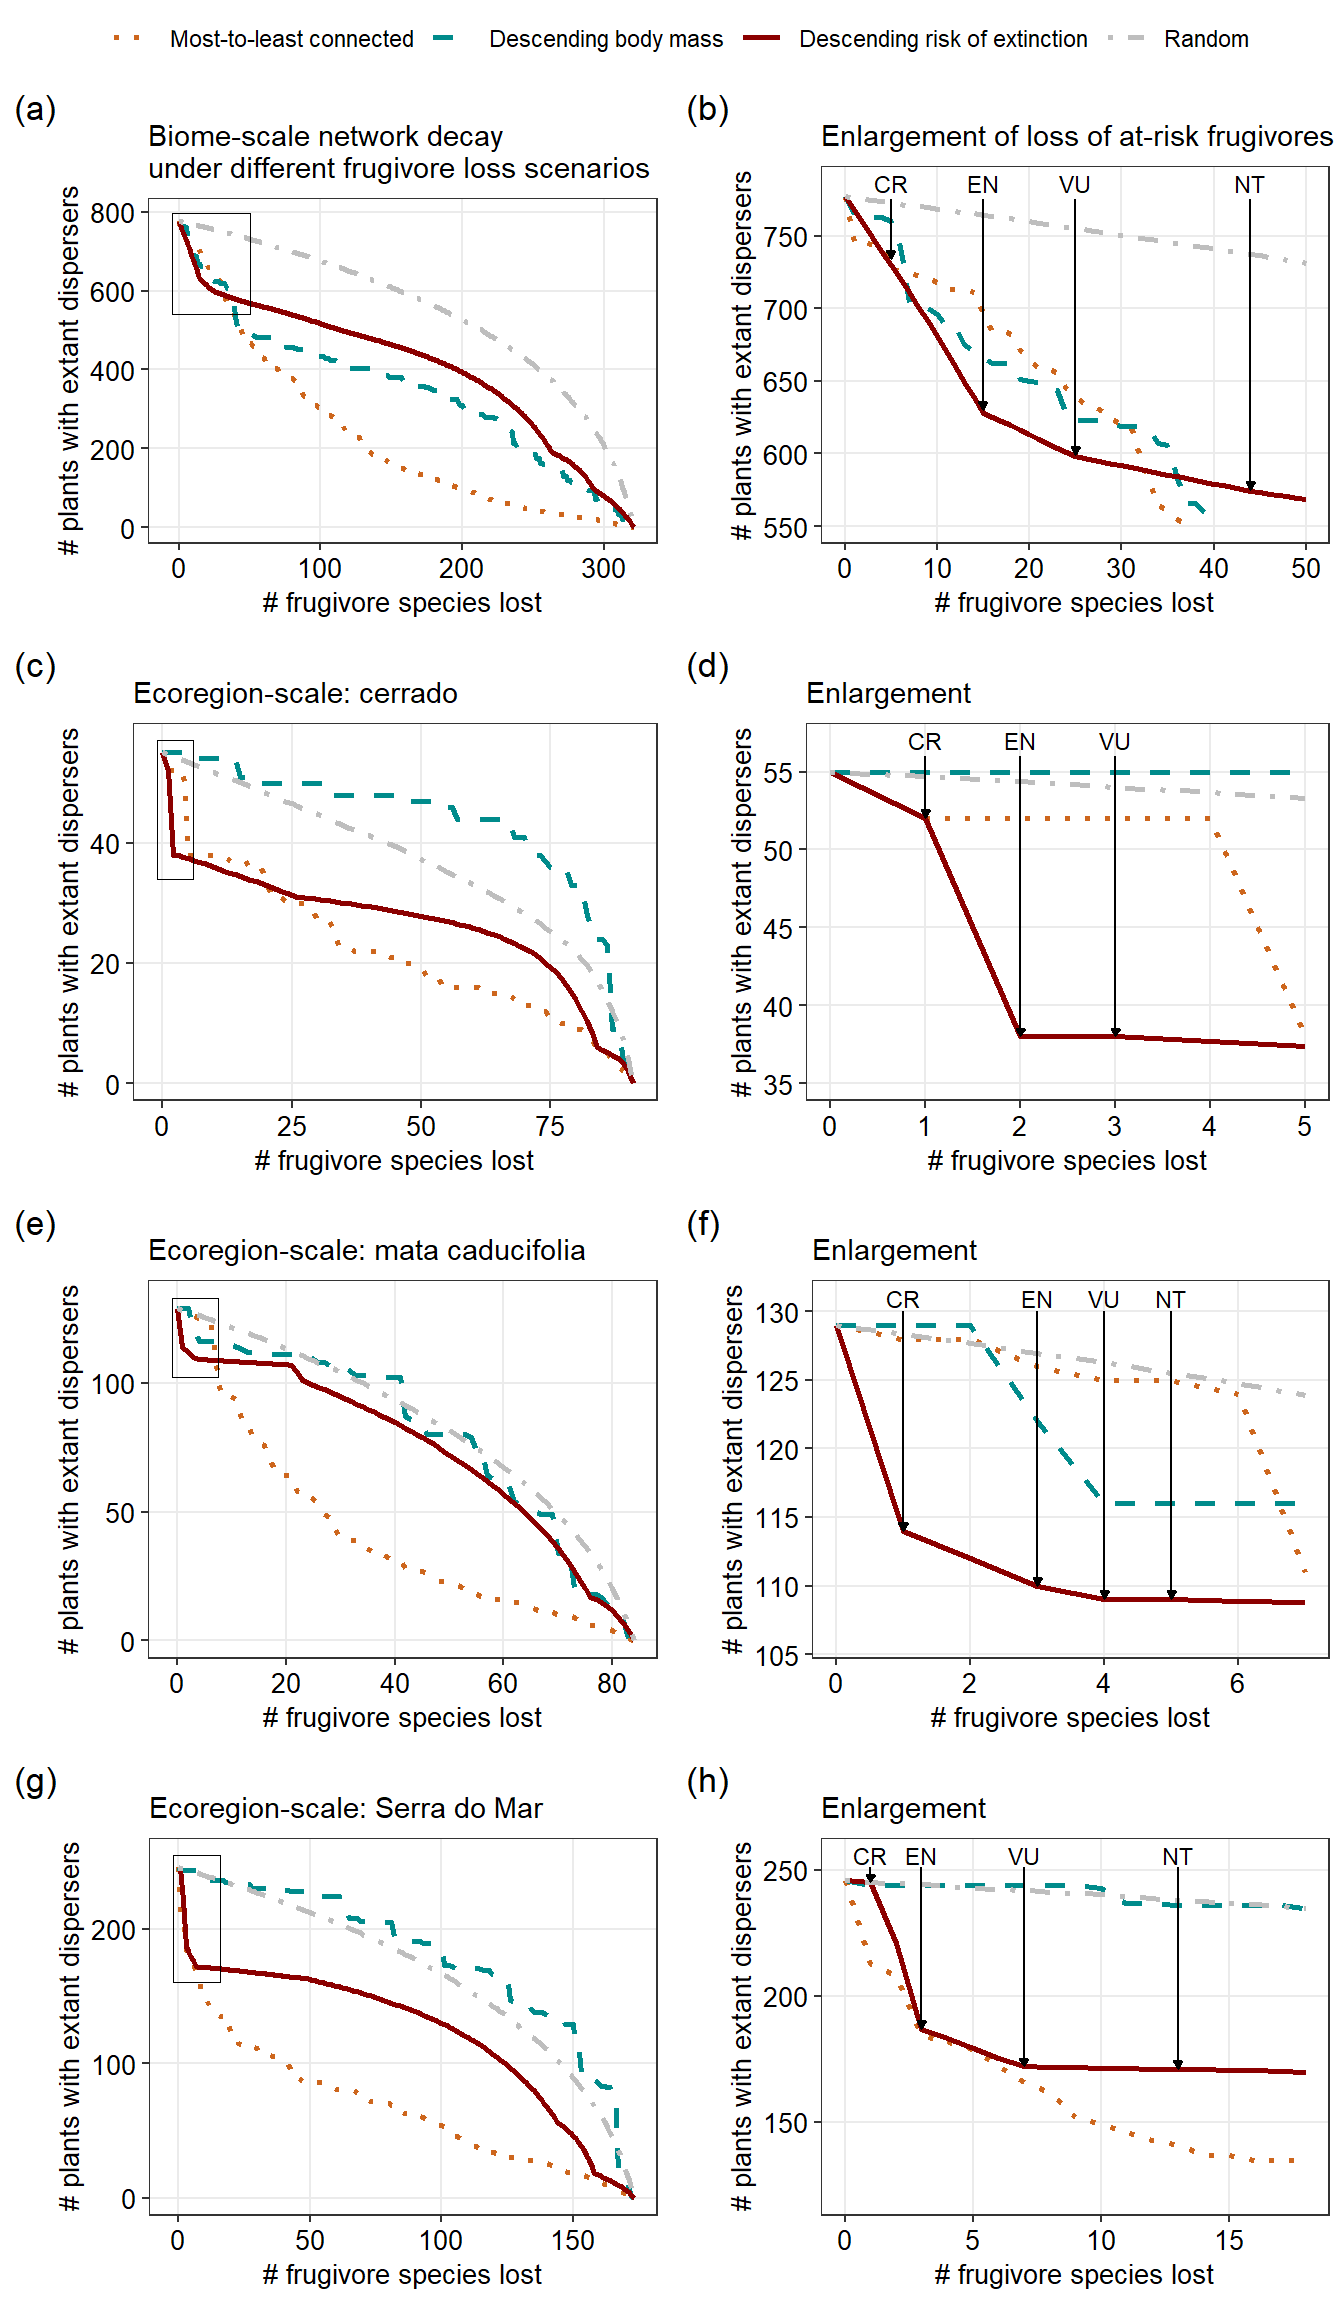 Most-to-least connected Descending body mass Descending risk of extinction Random
(a)
Biome-scale network decay
under different frugivore loss scenarios
# plants with extant dispersers
800
600
400
200
0
0 100 200 300
# frugivore species lost
(b)
Enlargement of loss of at-risk frugivores
# plants with extant dispersers
CR EN VU NT
750
700
650
600
550
0 10 20 30 40 50
# frugivore species lost
(c)
Ecoregion-scale: cerrado
# plants with extant dispersers
40
20
0
0 25 50 75
# frugivore species lost
(d)
Enlargement
# plants with extant dispersers
CR EN VU
55
50
45
40
35
0 1 2 3 4 5
# frugivore species lost
(e)
Ecoregion-scale: mata caducifolia
# plants with extant dispersers
100
50
0
0 20 40 60 80
# frugivore species lost
(f)
Enlargement
# plants with extant dispersers
CR EN VU NT
130
125
120
115
110
105
0 2 4 6
# frugivore species lost
(g)
Ecoregion-scale: Serra do Mar
# plants with extant dispersers
200
100
0
0 50 100 150
# frugivore species lost
(h)
Enlargement
# plants with extant dispersers
CR EN VU NT
250
200
150
0 5 10 15
# frugivore species lost